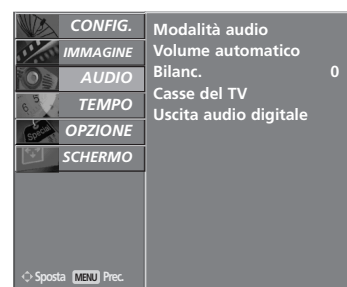 CONFIG.
IMMAGINE
AUDIO
TEMPO
OPZIONE
SCHERMO
Modalità audio
Volume automatico
Bilanc. 0
Casse del TV
Uscita audio digitale
Sposta MENU Prec.